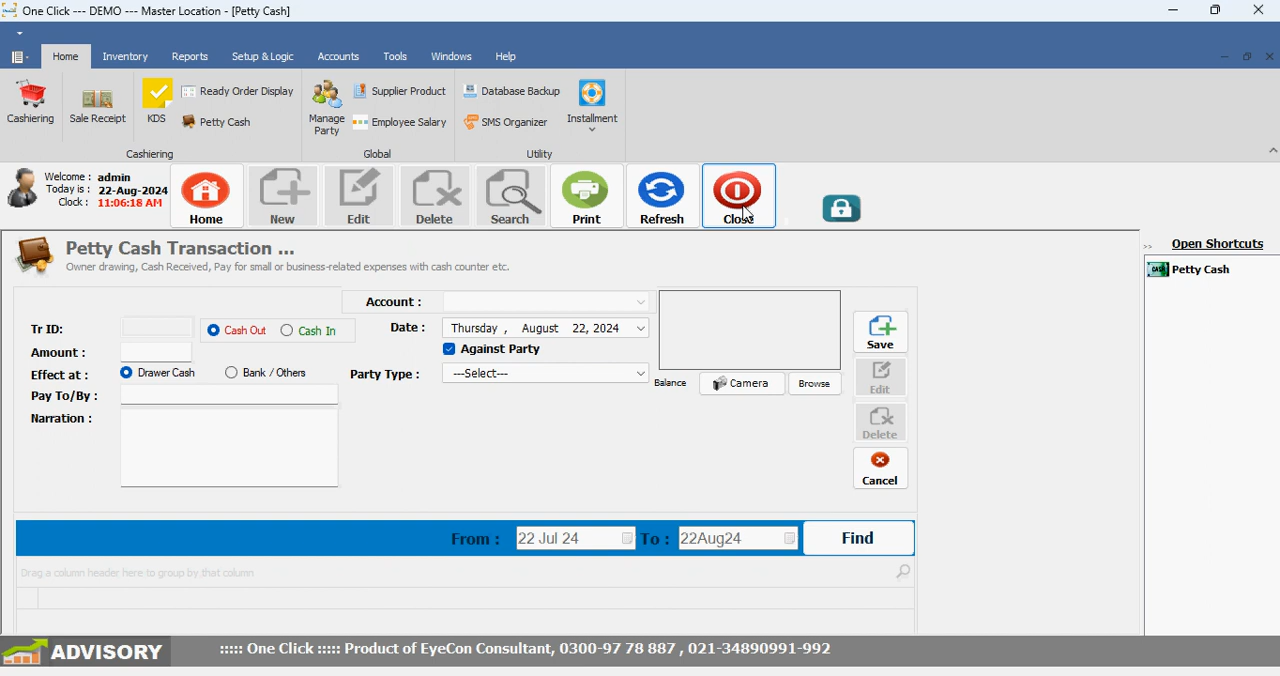 One Click --- DEMO --- Master Location - [Petty Cash]
Home Inventory Reports Setup & Logic Accounts Tools Windows Help
Cashiering
Sale Receipt
KDS
Ready Order Display
Petty Cash
Cashiering
Manage Party
Supplier Product
Employee Salary
Global
Database Backup
SMS Organizer
Installment
Utility
Welcome : admin
Today is : 22-Aug-2024
Clock : 11:06:18 AM
Home New Edit Delete Search Print Refresh Close
Petty Cash Transaction ...
Owner drawing, Cash Received, Pay for small or business-related expenses with cash counter etc.
Open Shortcuts
Petty Cash
Account :
Tr ID:
Cash Out Cash In
Date : Thursday , August 22, 2024
Amount :
Against Party
Effect at : Drawer Cash Bank / Others
Party Type : ---Select---
Pay To/By :
Narration :
Balance
Camera Browse
Save
Edit
Delete
Cancel
From : 22 Jul 24 To : 22Aug24 Find
Drag a column header here to group by that column
ADVISORY
::::: One Click ::::: Product of EyeCon Consultant, 0300-97 78 887 , 021-34890991-992